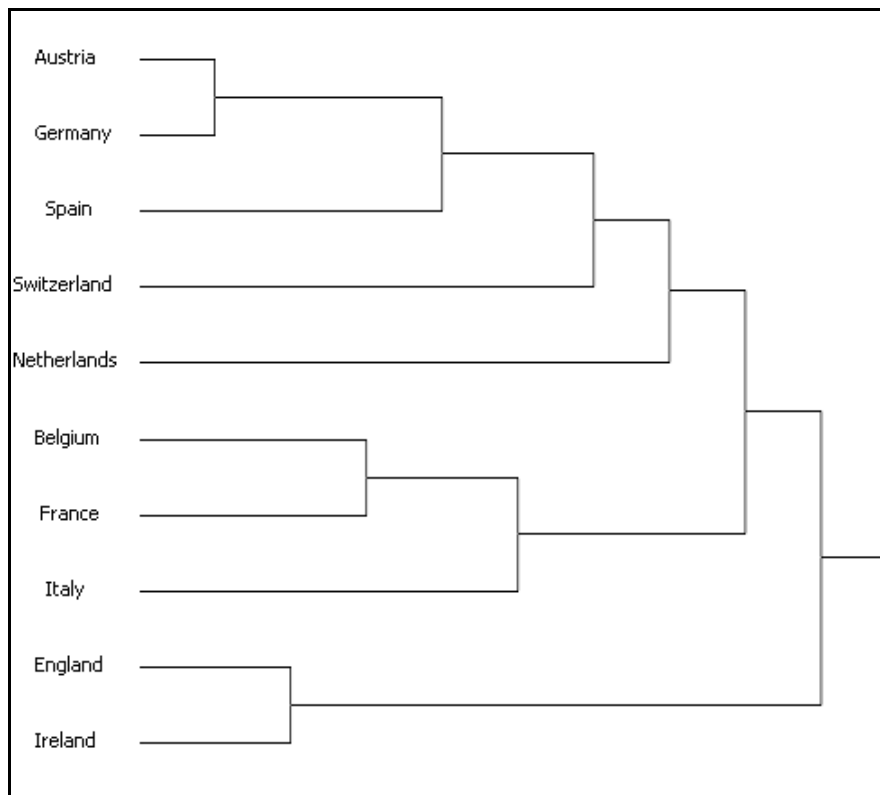 Austria
Germany
Spain
Switzerland
Netherlands
Belgium
France
Italy
England
Ireland